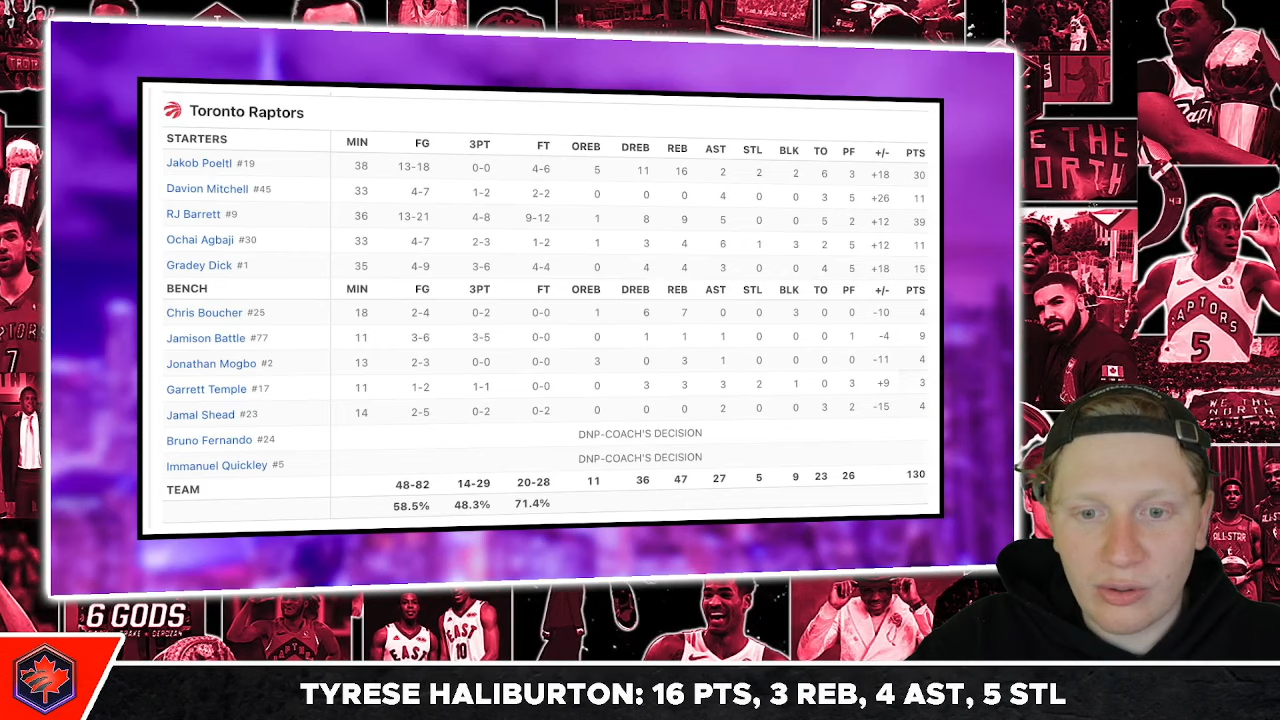 Toronto Raptors
STARTERS MIN FG 3PT FT OREB DREB REB AST STL BLK TO PF +/- PTS
Jakob Poeltl #19 38 13-18 0-0 4-6 5 11 16 2 2 2 6 3 +18 30
Davion Mitchell #45 33 4-7 1-2 2-2 0 0 0 4 0 0 3 5 +26 11
RJ Barrett #9 36 13-21 4-8 9-12 1 8 9 5 0 0 5 2 +12 39
Ochai Agbaji #30 33 4-7 2-3 1-2 1 3 4 6 1 3 2 5 +12 11
Gradey Dick #1 35 4-9 3-6 4-4 0 4 4 3 0 0 4 5 +18 15
BENCH MIN FG 3PT FT OREB DREB REB AST STL BLK TO PF +/- PTS
Chris Boucher #25 18 2-4 0-2 0-0 1 6 7 0 0 3 0 0 -10 4
Jamison Battle #77 11 3-6 3-5 0-0 0 1 1 1 0 0 0 1 -4 9
Jonathan Mogbo #2 13 2-3 0-0 0-0 3 0 3 1 0 0 0 0 -11 4
Garrett Temple #17 11 1-2 1-1 0-0 0 3 3 3 2 1 0 3 +9 3
Jamal Shead #23 14 2-5 0-2 0-2 0 0 0 2 0 0 3 2 -15 4
Bruno Fernando #24 DNP-COACH'S DECISION
Immanuel Quickley #5 DNP-COACH'S DECISION
TEAM 48-82 14-29 20-28 11 36 47 27 5 9 23 26 130
58.5% 48.3% 71.4%
WE THE NORTH
RAPTORS
5
7
WE THE NORTH
ALL-STAR
6 GODS
EAST
EAST
10
TYRESE HALIBURTON: 16 PTS, 3 REB, 4 AST, 5 STL